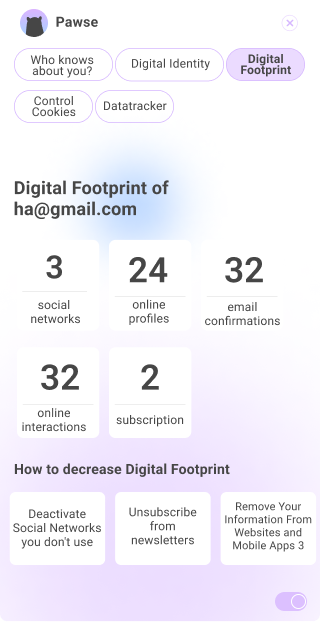 Pawse
Who knows
about you?
Digital Identity
Digital
Footprint
Control
Cookies
Datatracker
Digital Footprint of
ha@gmail.com
3
social
networks
24
online
profiles
32
email
confirmations
32
online
interactions
2
subscription
How to decrease Digital Footprint
Deactivate
Social Networks
you don't use
Unsubscribe
from
newsletters
Remove Your
Information From
Websites and
Mobile Apps 3